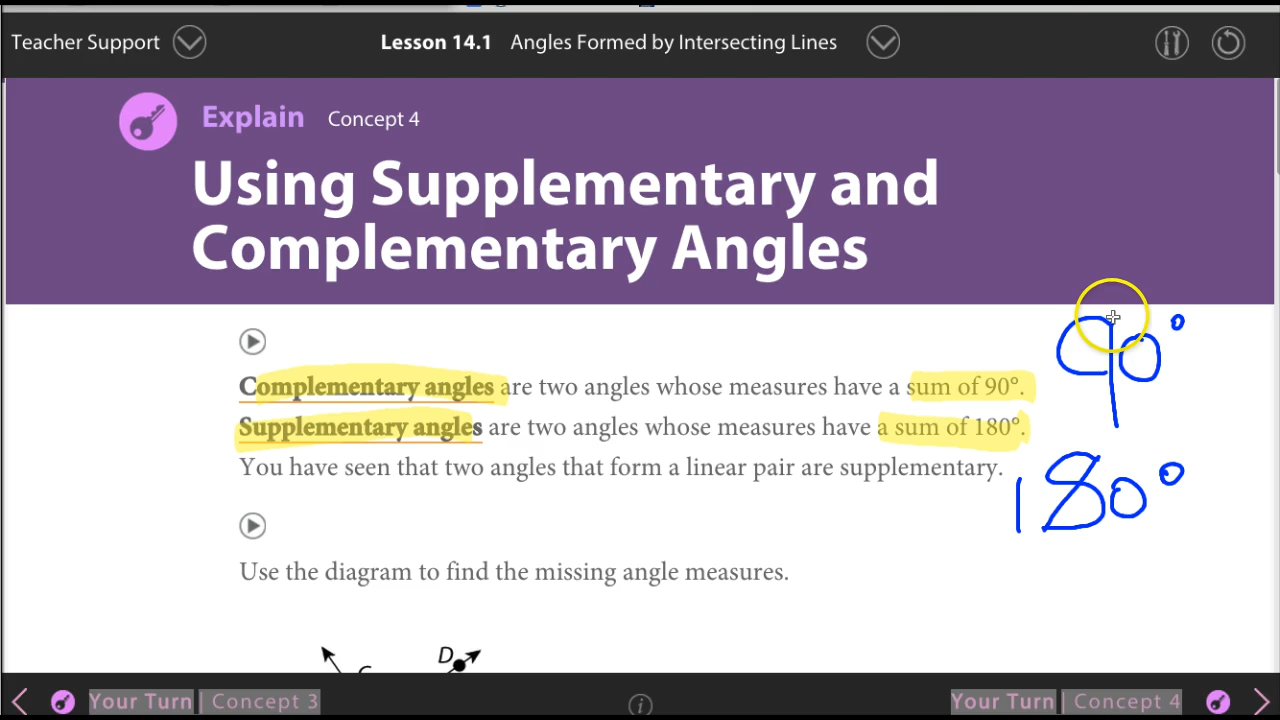 Teacher Support Lesson 14.1 Angles Formed by Intersecting Lines
Explain Concept 4
Using Supplementary and
Complementary Angles
90°
Complementary angles are two angles whose measures have a sum of 90°.
Supplementary angles are two angles whose measures have a sum of 180°.
You have seen that two angles that form a linear pair are supplementary.
180°
Use the diagram to find the missing angle measures.
D
Your Turn | Concept 3 Your Turn | Concept 4